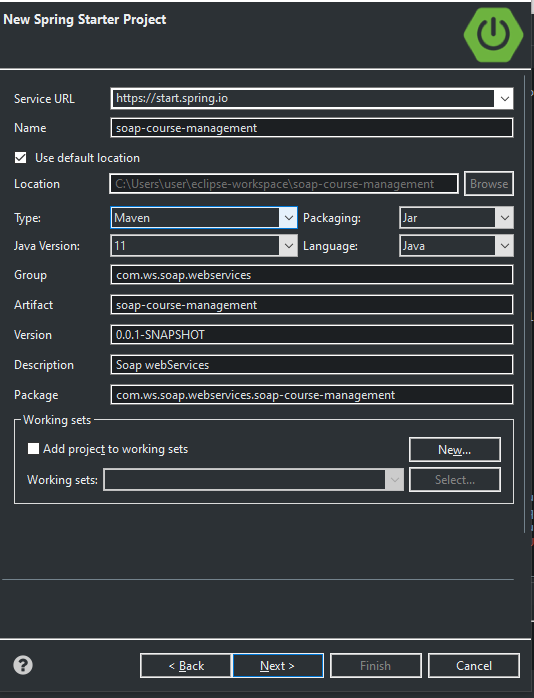 New Spring Starter Project
Service URL https://start.spring.io
Name soap-course-management
Use default location
Location C:\Users\user\eclipse-workspace\soap-course-management Browse
Type: Maven Packaging: Jar
Java Version: 11 Language: Java
Group com.ws.soap.webservices
Artifact soap-course-management
Version 0.0.1-SNAPSHOT
Description Soap webServices
Package com.ws.soap.webservices.soap-course-management
Working sets
Add project to working sets New...
Working sets: Select...
? < Back Next > Finish Cancel